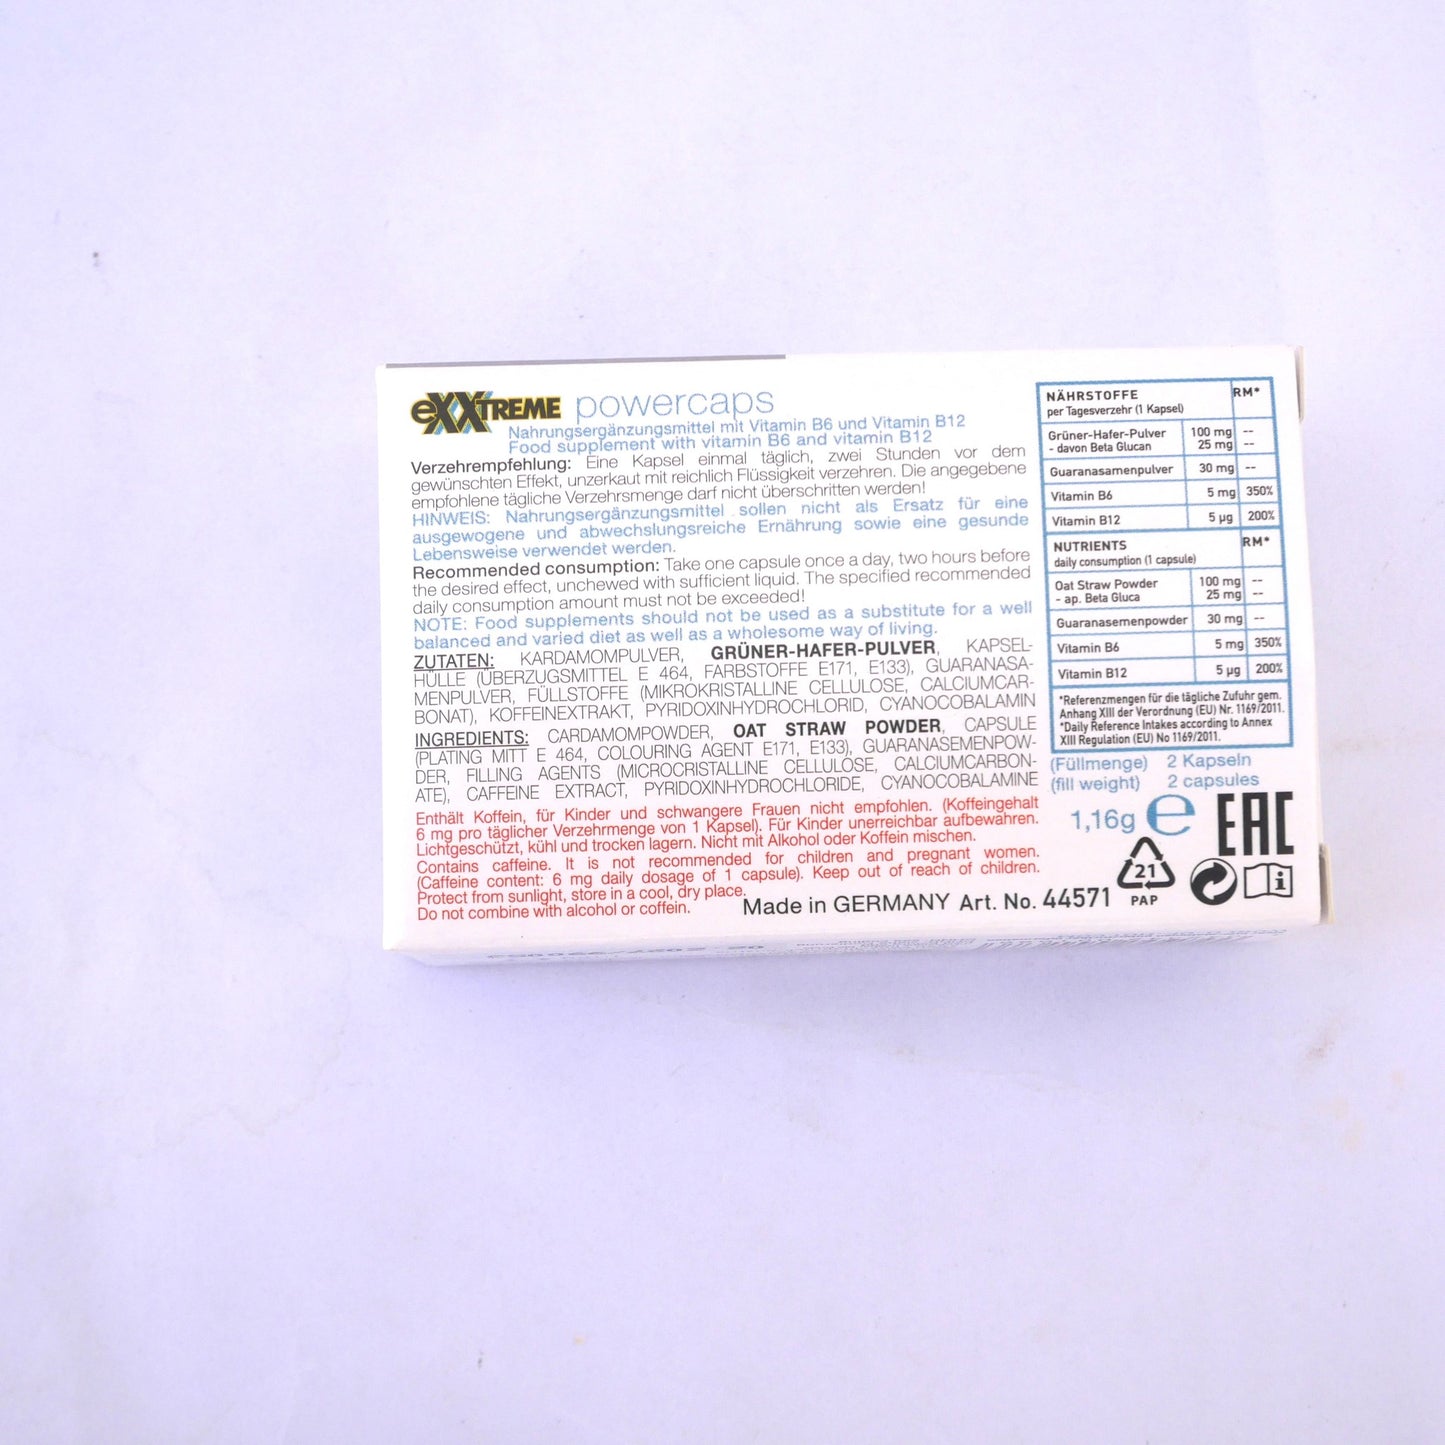 eXXTREME powercaps
Nahrungsergänzungsmittel mit Vitamin B6 und Vitamin B12
Food supplement with vitamin B6 and vitamin B12
Verzehrempfehlung: Eine Kapsel einmal täglich, zwei Stunden vor dem
gewünschten Effekt, unzerkaut mit reichlich Flüssigkeit verzehren. Die angegebene
empfohlene tägliche Verzehrsmenge darf nicht überschritten werden!
HINWEIS: Nahrungsergänzungsmittel sollen nicht als Ersatz für eine
ausgewogene und abwechslungsreiche Ernährung sowie eine gesunde
Lebensweise verwendet werden.
Recommended consumption: Take one capsule once a day, two hours before
the desired effect, unchewed with sufficient liquid. The specified recommended
daily consumption amount must not be exceeded!
NOTE: Food supplements should not be used as a substitute for a well
balanced and varied diet as well as a wholesome way of living.
ZUTATEN: KARDAMOMPULVER, GRÜNER-HAFER-PULVER, KAPSEL-
HÜLLE (ÜBERZUGSMITTEL E 464, FARBSTOFFE E171, E133), GUARANASA-
MENPULVER, FÜLLSTOFFE (MIKROKRISTALLINE CELLULOSE, CALCIUMCAR-
BONAT), KOFFEINEXTRAKT, PYRIDOXINHYDROCHLORID, CYANOCOBALAMIN
INGREDIENTS: CARDAMOMPOWDER, OAT STRAW POWDER, CAPSULE
(PLATING MITT E 464, COLOURING AGENT E171, E133), GUARANASEMENPOW-
DER, FILLING AGENTS (MICROCRISTALLINE CELLULOSE, CALCIUMCARBON-
ATE), CAFFEINE EXTRACT, PYRIDOXINHYDROCHLORIDE, CYANOCOBALAMINE
Enthält Koffein, für Kinder und schwangere Frauen nicht empfohlen. (Koffeingehalt
6 mg pro täglicher Verzehrmenge von 1 Kapsel). Für Kinder unerreichbar aufbewahren.
Lichtgeschützt, kühl und trocken lagern. Nicht mit Alkohol oder Koffein mischen.
Contains caffeine. It is not recommended for children and pregnant women.
(Caffeine content: 6 mg daily dosage of 1 capsule). Keep out of reach of children.
Protect from sunlight, store in a cool, dry place.
Do not combine with alcohol or coffein.
Made in GERMANY Art. No. 44571
NÄHRSTOFFE RM*
per Tagesverzehr (1 Kapsel)
Grüner-Hafer-Pulver 100 mg --
- davon Beta Glucan 25 mg --
Guaranasamenpulver 30 mg --
Vitamin B6 5 mg 350%
Vitamin B12 5 µg 200%
NUTRIENTS RM*
daily consumption (1 capsule)
Oat Straw Powder 100 mg --
- ap. Beta Gluca 25 mg --
Guaranasemenpowder 30 mg --
Vitamin B6 5 mg 350%
Vitamin B12 5 µg 200%
*Referenzmengen für die tägliche Zufuhr gem.
Anhang XIII der Verordnung (EU) Nr. 1169/2011.
*Daily Reference Intakes according to Annex
XIII Regulation (EU) No 1169/2011.
(Füllmenge) 2 Kapseln
(fill weight) 2 capsules
1,16g e EAC
21
PAP